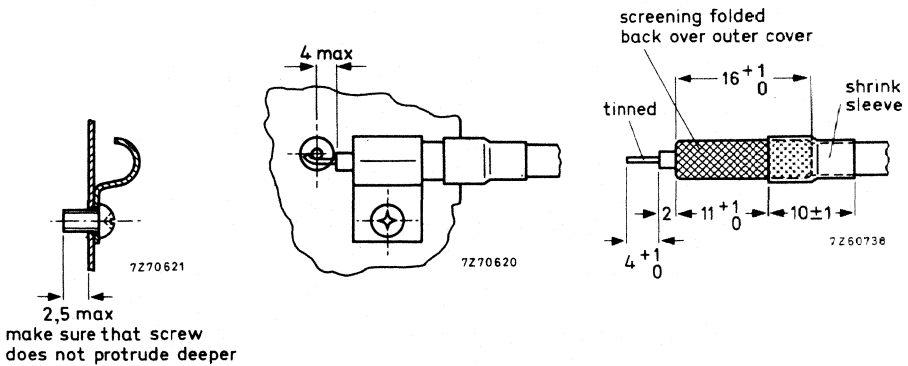 7Z70621
2,5 max
make sure that screw
does not protrude deeper
4 max
7Z70620
screening folded
back over outer cover
16 +1 0
shrink
sleeve
tinned
2
11 +1 0
10±1
4 +1 0
7Z60736